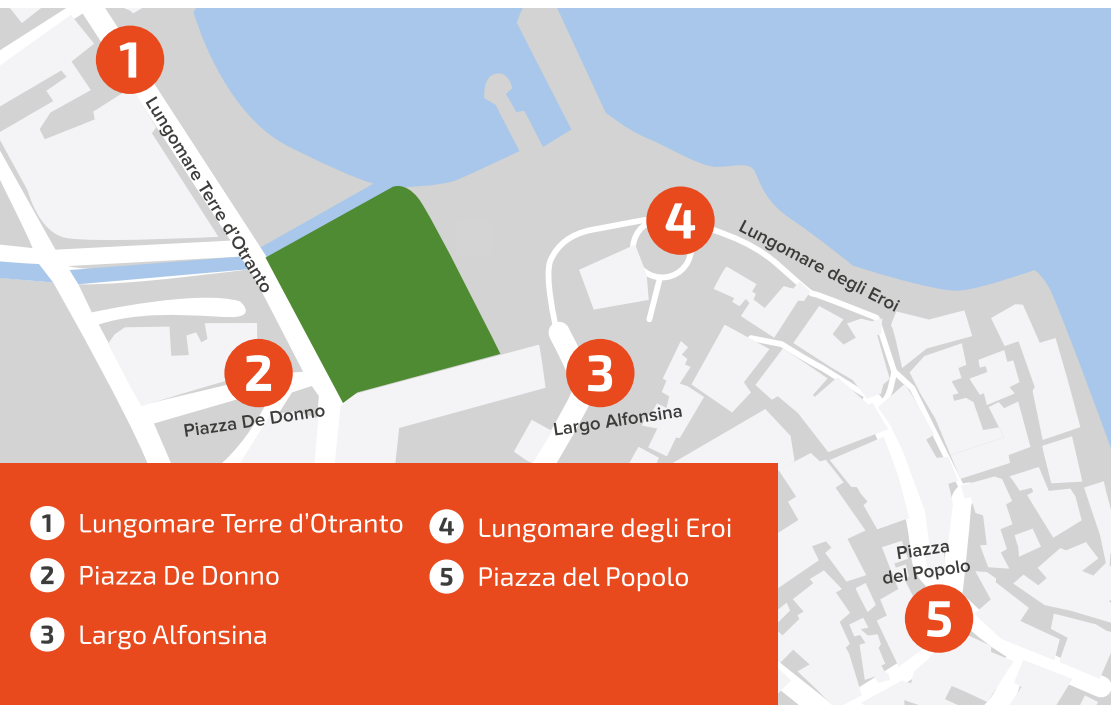 1
Lungomare Terre d'Otranto
4
Lungomare degli Eroi
2
Piazza De Donno
3
Largo Alfonsina
Piazza
del Popolo
5
1 Lungomare Terre d'Otranto
2 Piazza De Donno
3 Largo Alfonsina
4 Lungomare degli Eroi
5 Piazza del Popolo